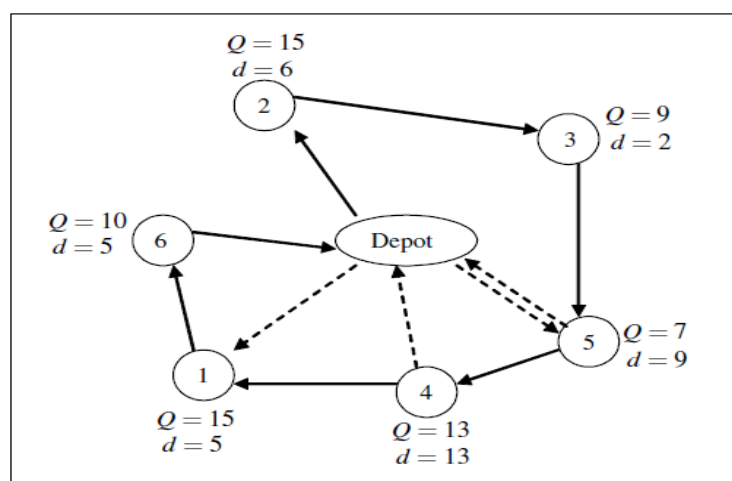 Q = 15
d = 6
2
Q = 9
d = 2
3
Q = 10
d = 5
6
Depot
5
Q = 7
d = 9
1
4
Q = 15
d = 5
Q = 13
d = 13